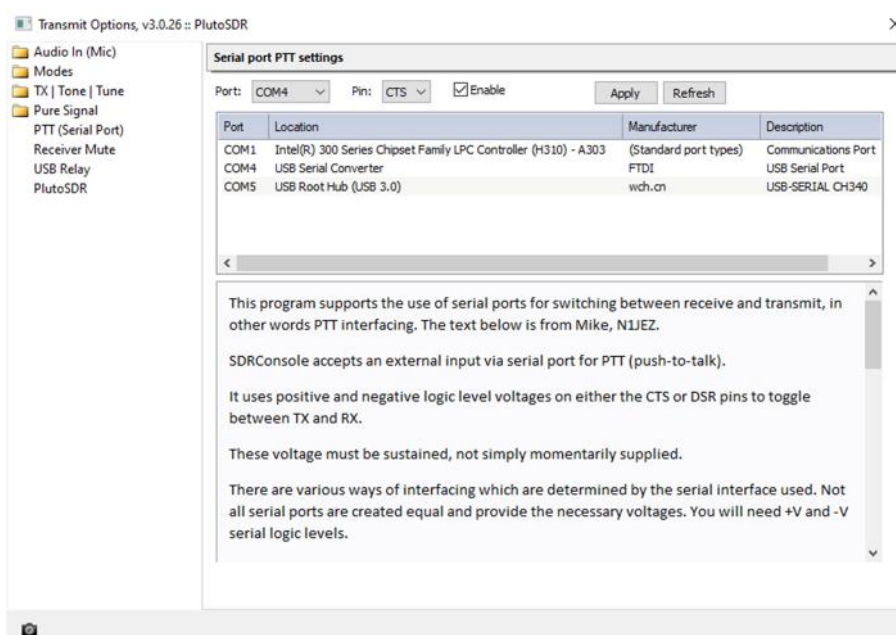 Transmit Options, v3.0.26 :: PlutoSDR
Audio In (Mic)
Modes
TX | Tone | Tune
Pure Signal
PTT (Serial Port)
Receiver Mute
USB Relay
PlutoSDR
Serial port PTT settings
Port: COM4 Pin: CTS Enable Apply Refresh
Port Location Manufacturer Description
COM1 Intel(R) 300 Series Chipset Family LPC Controller (H310) - A303 (Standard port types) Communications Port
COM4 USB Serial Converter FTDI USB Serial Port
COM5 USB Root Hub (USB 3.0) wch.cn USB-SERIAL CH340
This program supports the use of serial ports for switching between receive and transmit, in
other words PTT interfacing. The text below is from Mike, N1JEZ.
SDRConsole accepts an external input via serial port for PTT (push-to-talk).
It uses positive and negative logic level voltages on either the CTS or DSR pins to toggle
between TX and RX.
These voltage must be sustained, not simply momentarily supplied.
There are various ways of interfacing which are determined by the serial interface used. Not
all serial ports are created equal and provide the necessary voltages. You will need +V and -V
serial logic levels.